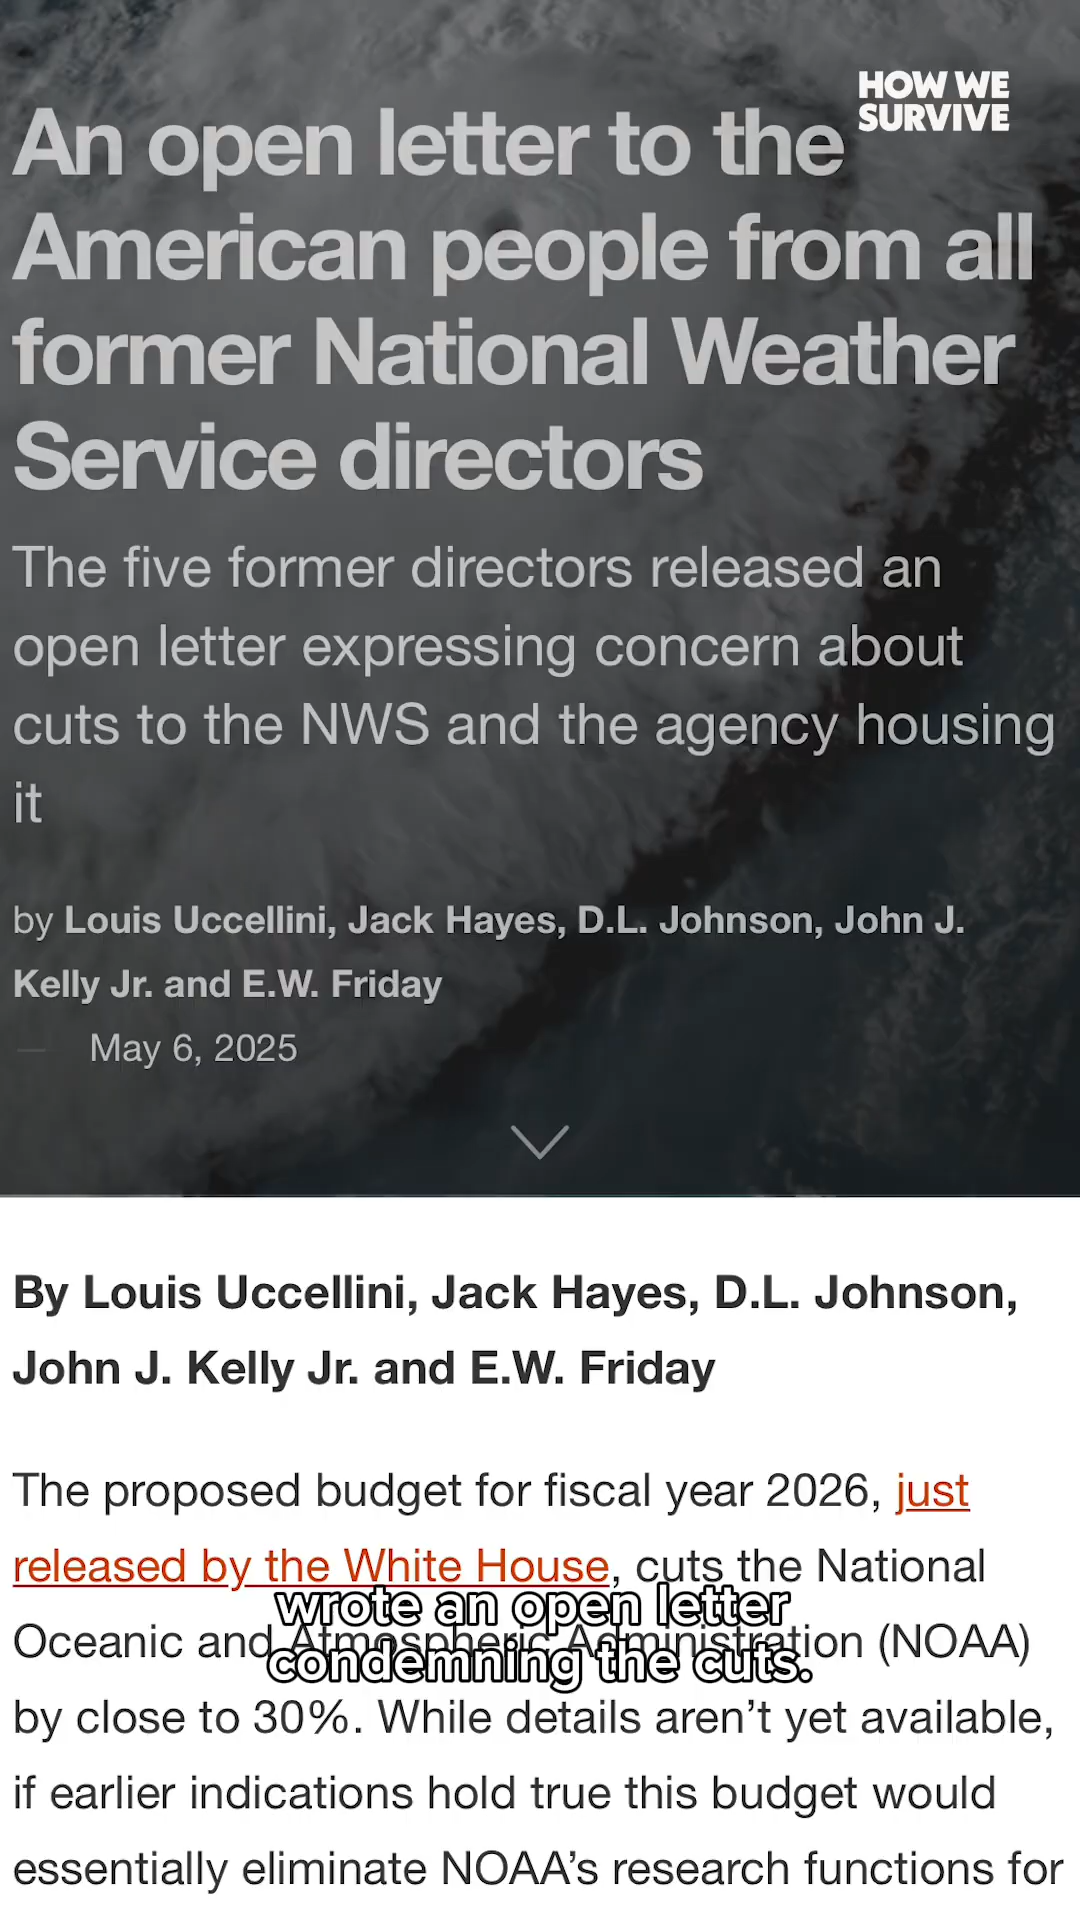 HOW WE
SURVIVE
An open letter to the
American people from all
former National Weather
Service directors
The five former directors released an
open letter expressing concern about
cuts to the NWS and the agency housing
it
by Louis Uccellini, Jack Hayes, D.L. Johnson, John J.
Kelly Jr. and E.W. Friday
— May 6, 2025
By Louis Uccellini, Jack Hayes, D.L. Johnson,
John J. Kelly Jr. and E.W. Friday
The proposed budget for fiscal year 2026, just
released by the White House, cuts the National
Oceanic and Atmospheric Administration (NOAA)
by close to 30%. While details aren’t yet available,
if earlier indications hold true this budget would
essentially eliminate NOAA’s research functions for
wrote an open letter
condemning the cuts.